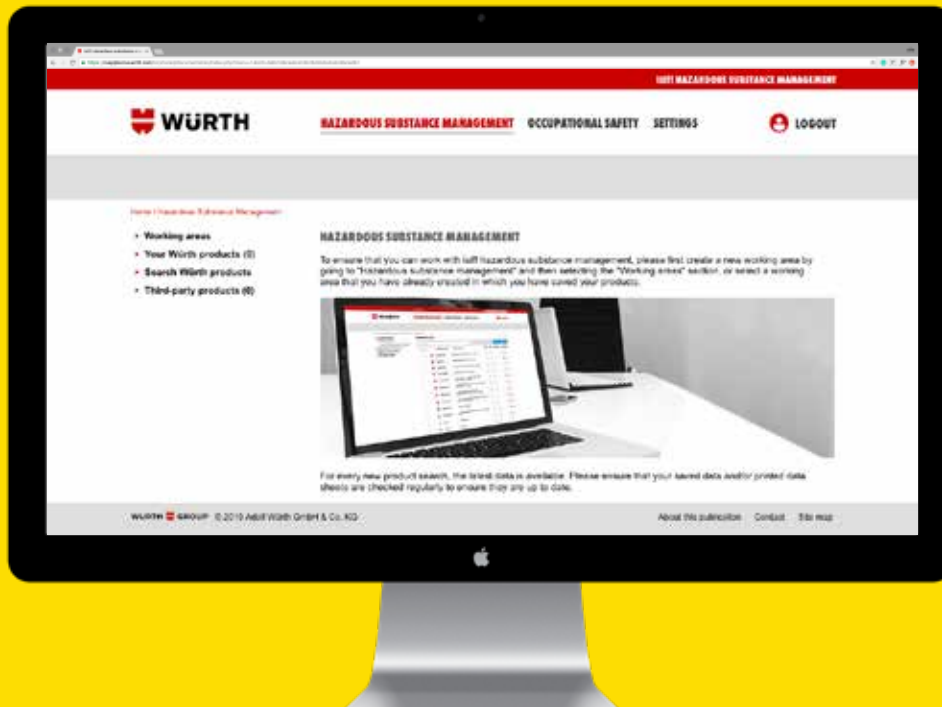 HAZARDOUS SUBSTANCE MANAGEMENT
WÜRTH
HAZARDOUS SUBSTANCE MANAGEMENT OCCUPATIONAL SAFETY SETTINGS
LOGOUT
Home / Hazardous Substance Management
Working areas
Your Würth products (0)
Search Würth products
Third-party products (0)
HAZARDOUS SUBSTANCE MANAGEMENT
To ensure that you can work with hazardous substance management, please first create a new working area by
going to "Hazardous substance management" and then selecting the "Working areas" section, or select a working
area that you have already created in which you have saved your products.
For every new product search, the latest data is available. Please ensure that your saved data and/or printed data
sheets are checked regularly to ensure they are up to date.
WÜRTH GROUP © 2019 Adolf Würth GmbH & Co. KG
About this publication Contact Site map